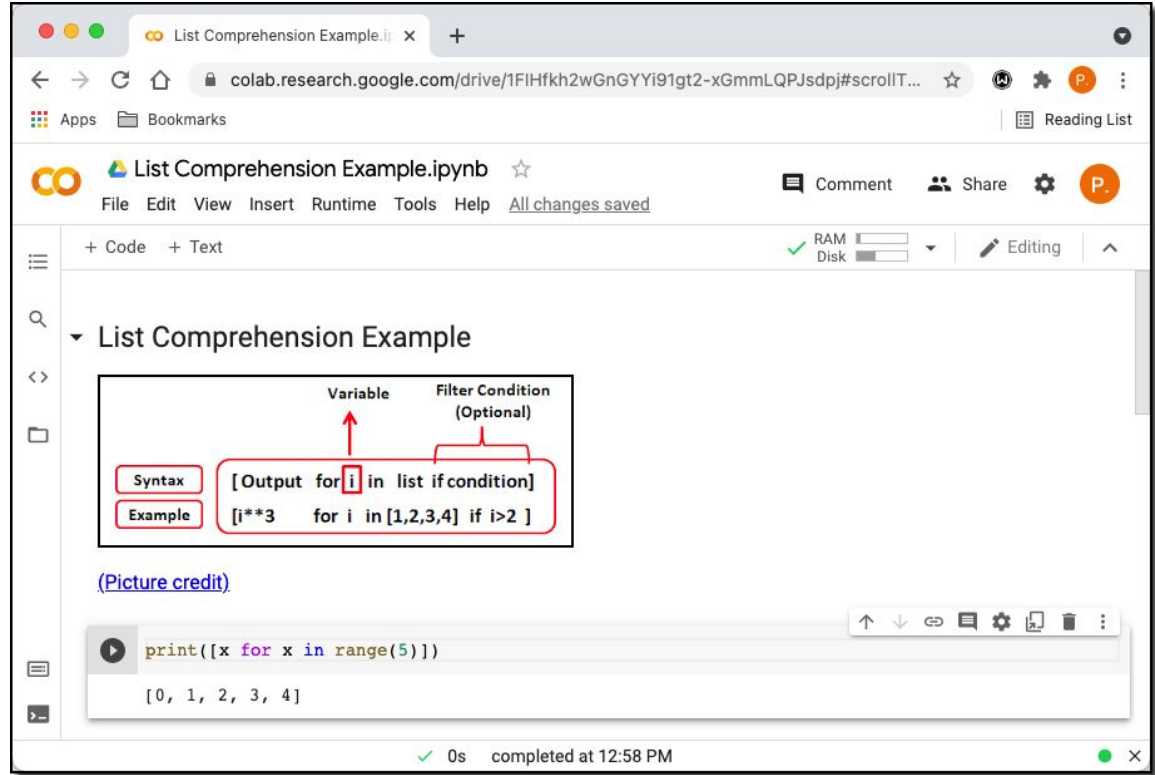 List Comprehension Example.i
colab.research.google.com/drive/1FlHfkh2wGnGYYi91gt2-xGmmLQPJsdpj#scrollT...
P.
Apps Bookmarks Reading List
List Comprehension Example.ipynb
Comment Share P.
File Edit View Insert Runtime Tools Help All changes saved
+ Code + Text RAM Disk Editing
List Comprehension Example
Variable Filter Condition
(Optional)
Syntax [Output for i in list if condition]
Example [i**3 for i in [1,2,3,4] if i>2 ]
(Picture credit)
print([x for x in range(5)])
[0, 1, 2, 3, 4]
0s completed at 12:58 PM